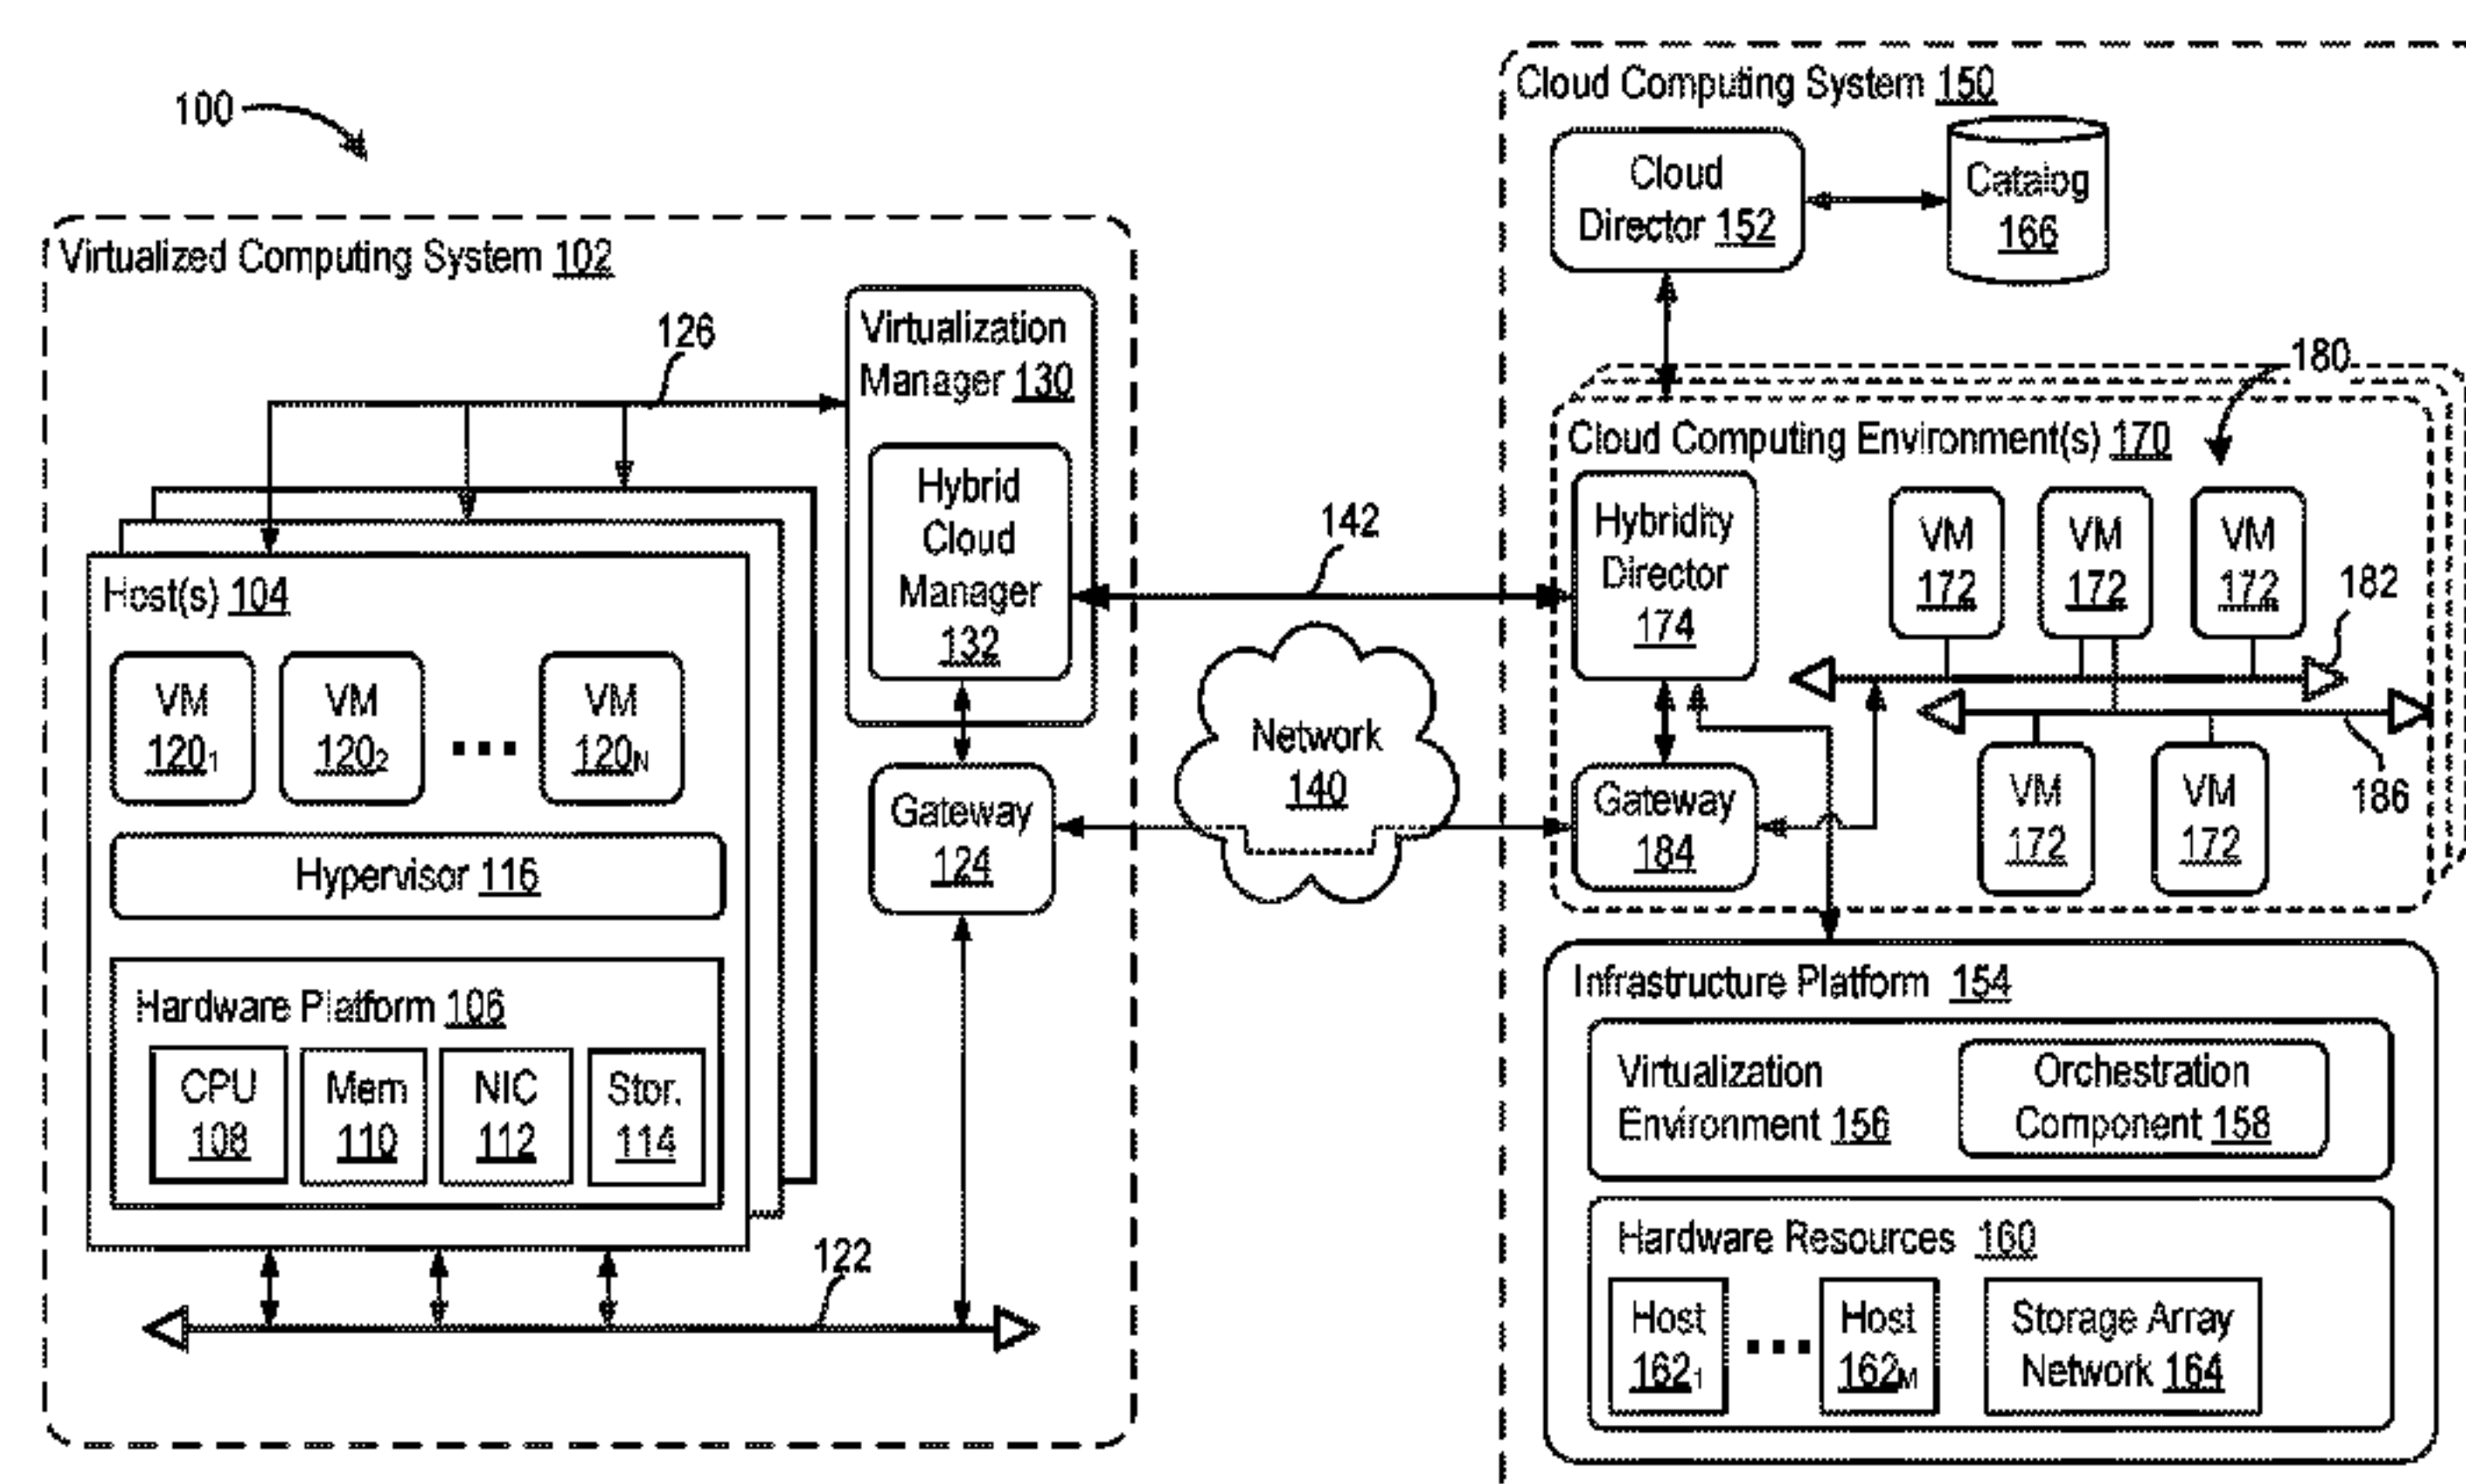 100
Virtualized Computing System 102
126
Virtualization
Manager 130
Hybrid
Cloud
Manager
132
Host(s) 104
VM
120₁
VM
120₂
VM
120N
Hypervisor 116
Hardware Platform 106
CPU
108
Mem
110
NIC
112
Stor.
114
Gateway
124
122
142
Network
140
Cloud Computing System 150
Cloud
Director 152
Catalog
166
180
Cloud Computing Environment(s) 170
Hybridity
Director
174
VM
172
VM
172
VM
172
182
Gateway
184
VM
172
VM
172
186
Infrastructure Platform 154
Virtualization
Environment 156
Orchestration
Component 158
Hardware Resources 160
Host
162₁
Host
162M
Storage Array
Network 164